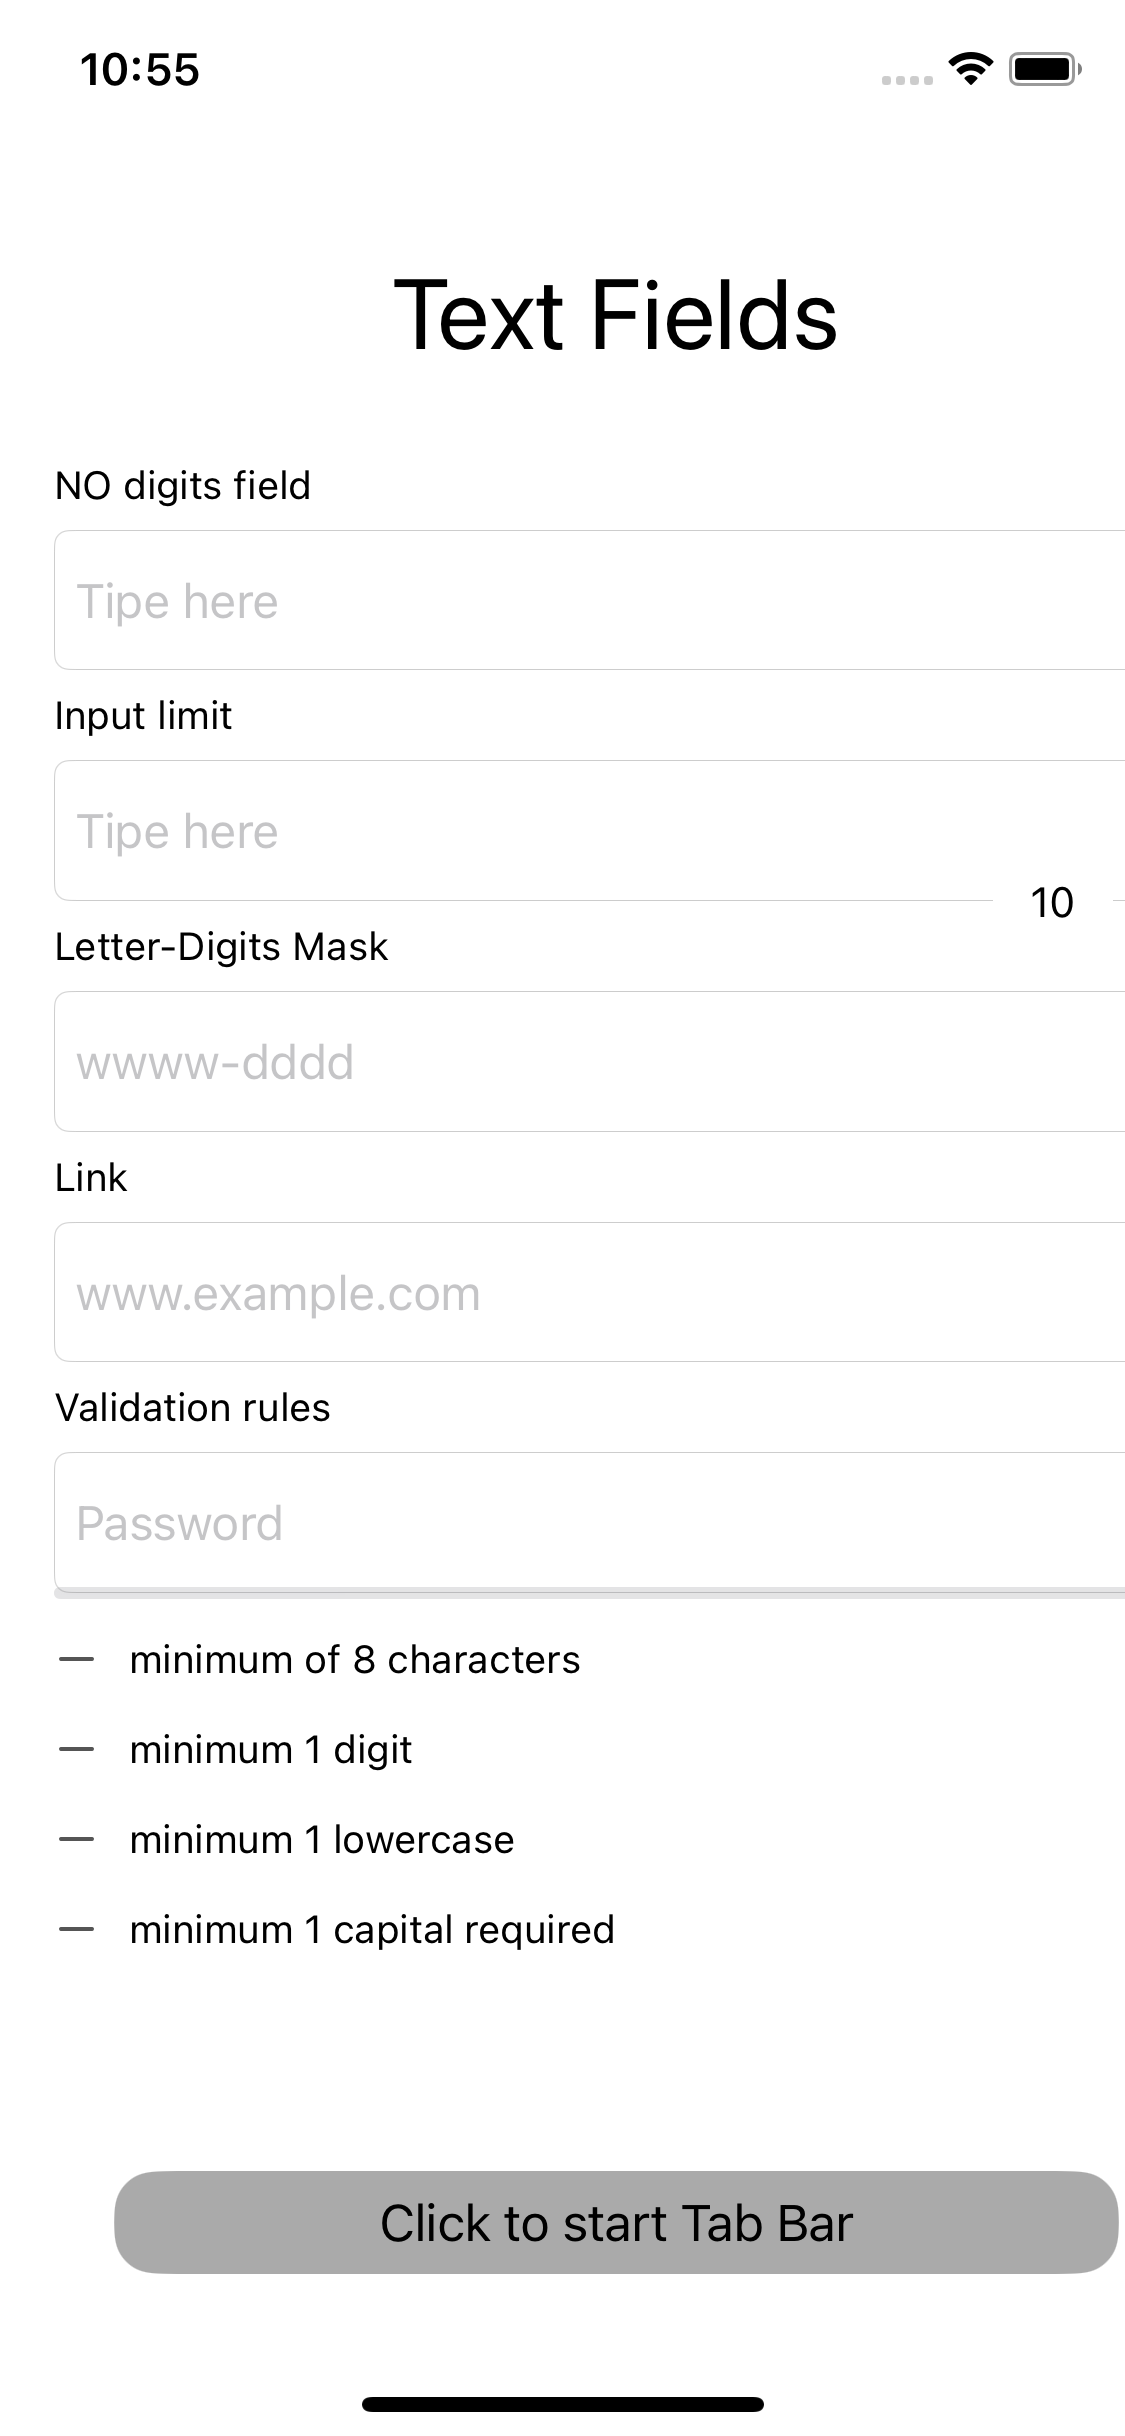 10:55
Text Fields
NO digits field
Tipe here
Input limit
Tipe here
10
Letter-Digits Mask
wwww-dddd
Link
www.example.com
Validation rules
Password
— minimum of 8 characters
— minimum 1 digit
— minimum 1 lowercase
— minimum 1 capital required
Click to start Tab Bar